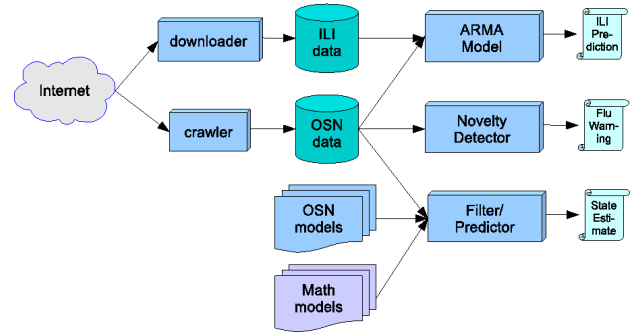 Internet
downloader
crawler
ILI
data
OSN
data
OSN
models
Math
models
ARMA
Model
Novelty
Detector
Filter/
Predictor
ILI
Pre-
diction
Flu
Warn-
ing
State
Esti-
mate